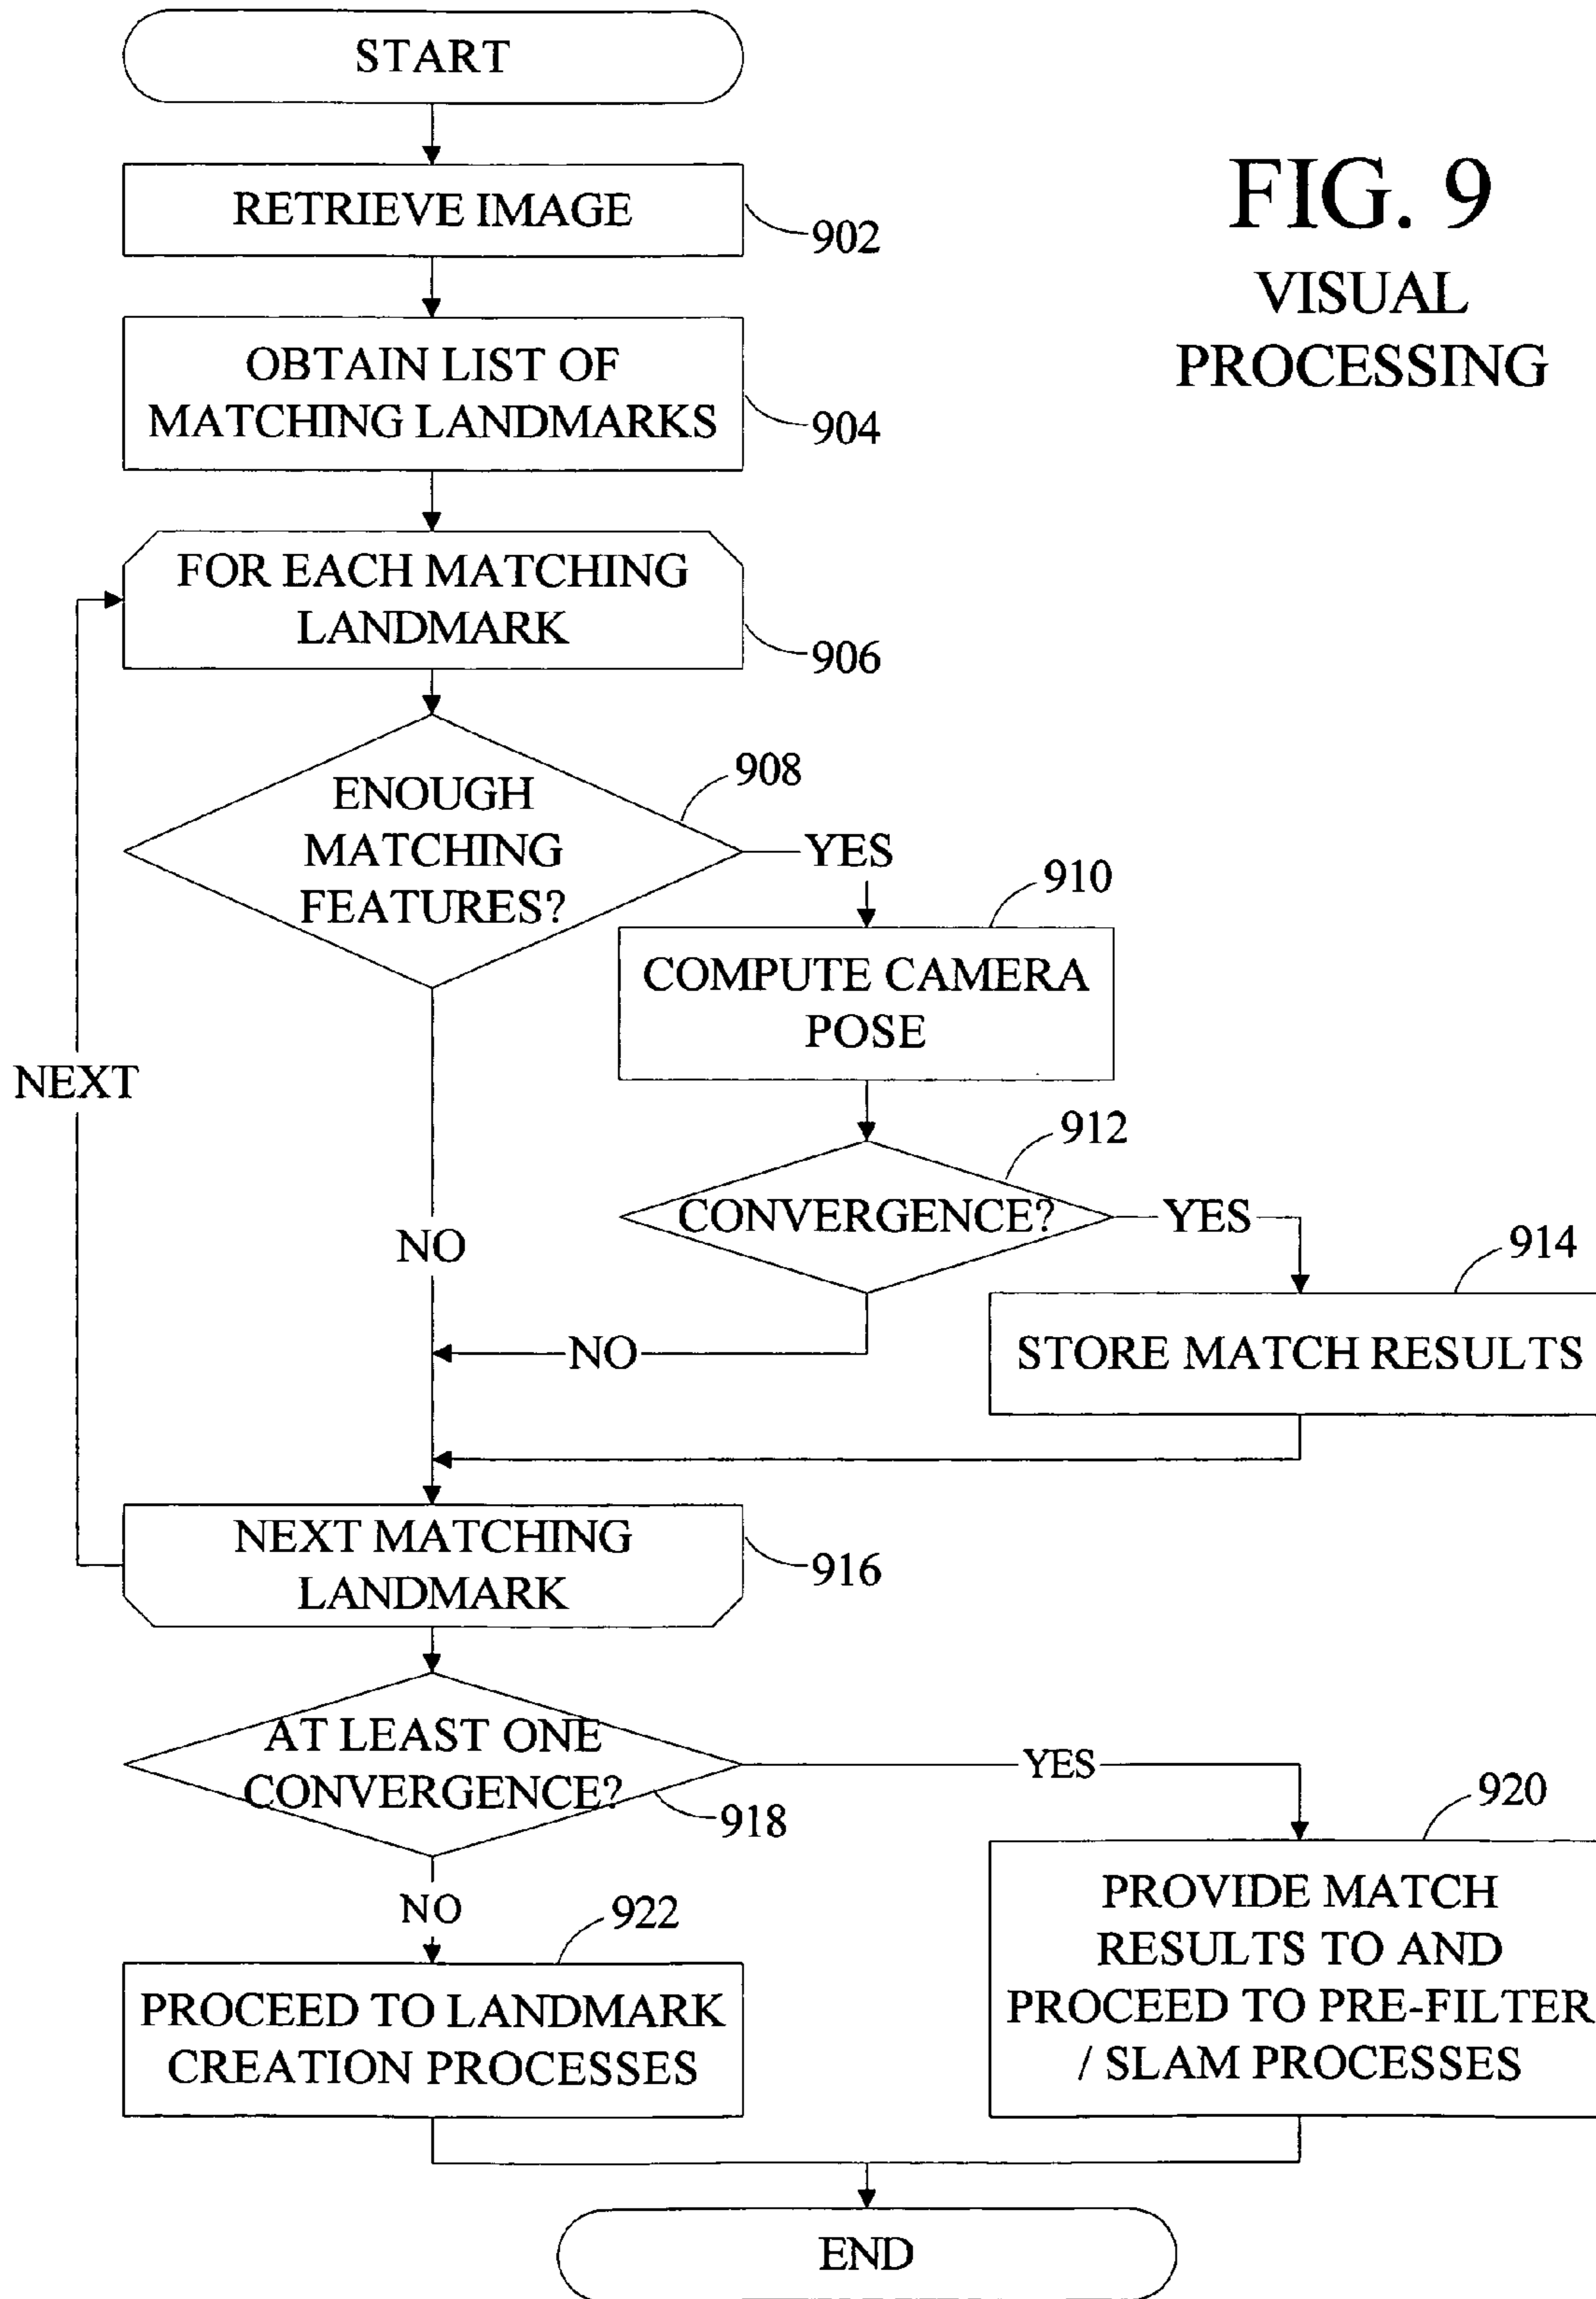 START
FIG. 9
VISUAL
PROCESSING
RETRIEVE IMAGE
902
OBTAIN LIST OF
MATCHING LANDMARKS
904
FOR EACH MATCHING
LANDMARK
906
ENOUGH
MATCHING
FEATURES?
908
YES
910
COMPUTE CAMERA
POSE
NEXT
912
CONVERGENCE?
YES
NO
914
STORE MATCH RESULTS
NO
NEXT MATCHING
LANDMARK
916
AT LEAST ONE
CONVERGENCE?
918
YES
920
PROVIDE MATCH
RESULTS TO AND
PROCEED TO PRE-FILTER
/ SLAM PROCESSES
NO
922
PROCEED TO LANDMARK
CREATION PROCESSES
END